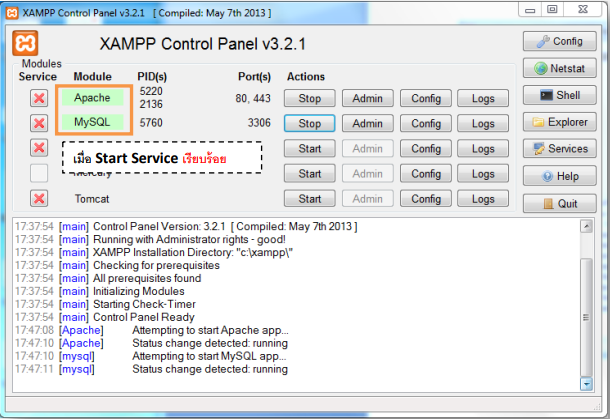 XAMPP Control Panel v3.2.1 [ Compiled: May 7th 2013 ]
XAMPP Control Panel v3.2.1
Config
Modules
Service Module PID(s) Port(s) Actions
Netstat
Apache 5220 2136 80, 443 Stop Admin Config Logs
Shell
MySQL 5760 3306 Stop Admin Config Logs
Explorer
เมื่อ Start Service เรียบร้อย
Start Admin Config Logs
Services
Mercury Start Admin Config Logs
Help
Tomcat Start Admin Config Logs
Quit
17:37:54 [main] Control Panel Version: 3.2.1 [ Compiled: May 7th 2013 ]
17:37:54 [main] Running with Administrator rights - good!
17:37:54 [main] XAMPP Installation Directory: "c:\xampp\"
17:37:54 [main] Checking for prerequisites
17:37:54 [main] All prerequisites found
17:37:54 [main] Initializing Modules
17:37:54 [main] Starting Check-Timer
17:37:54 [main] Control Panel Ready
17:47:08 [Apache] Attempting to start Apache app...
17:47:10 [Apache] Status change detected: running
17:47:10 [mysql] Attempting to start MySQL app...
17:47:11 [mysql] Status change detected: running